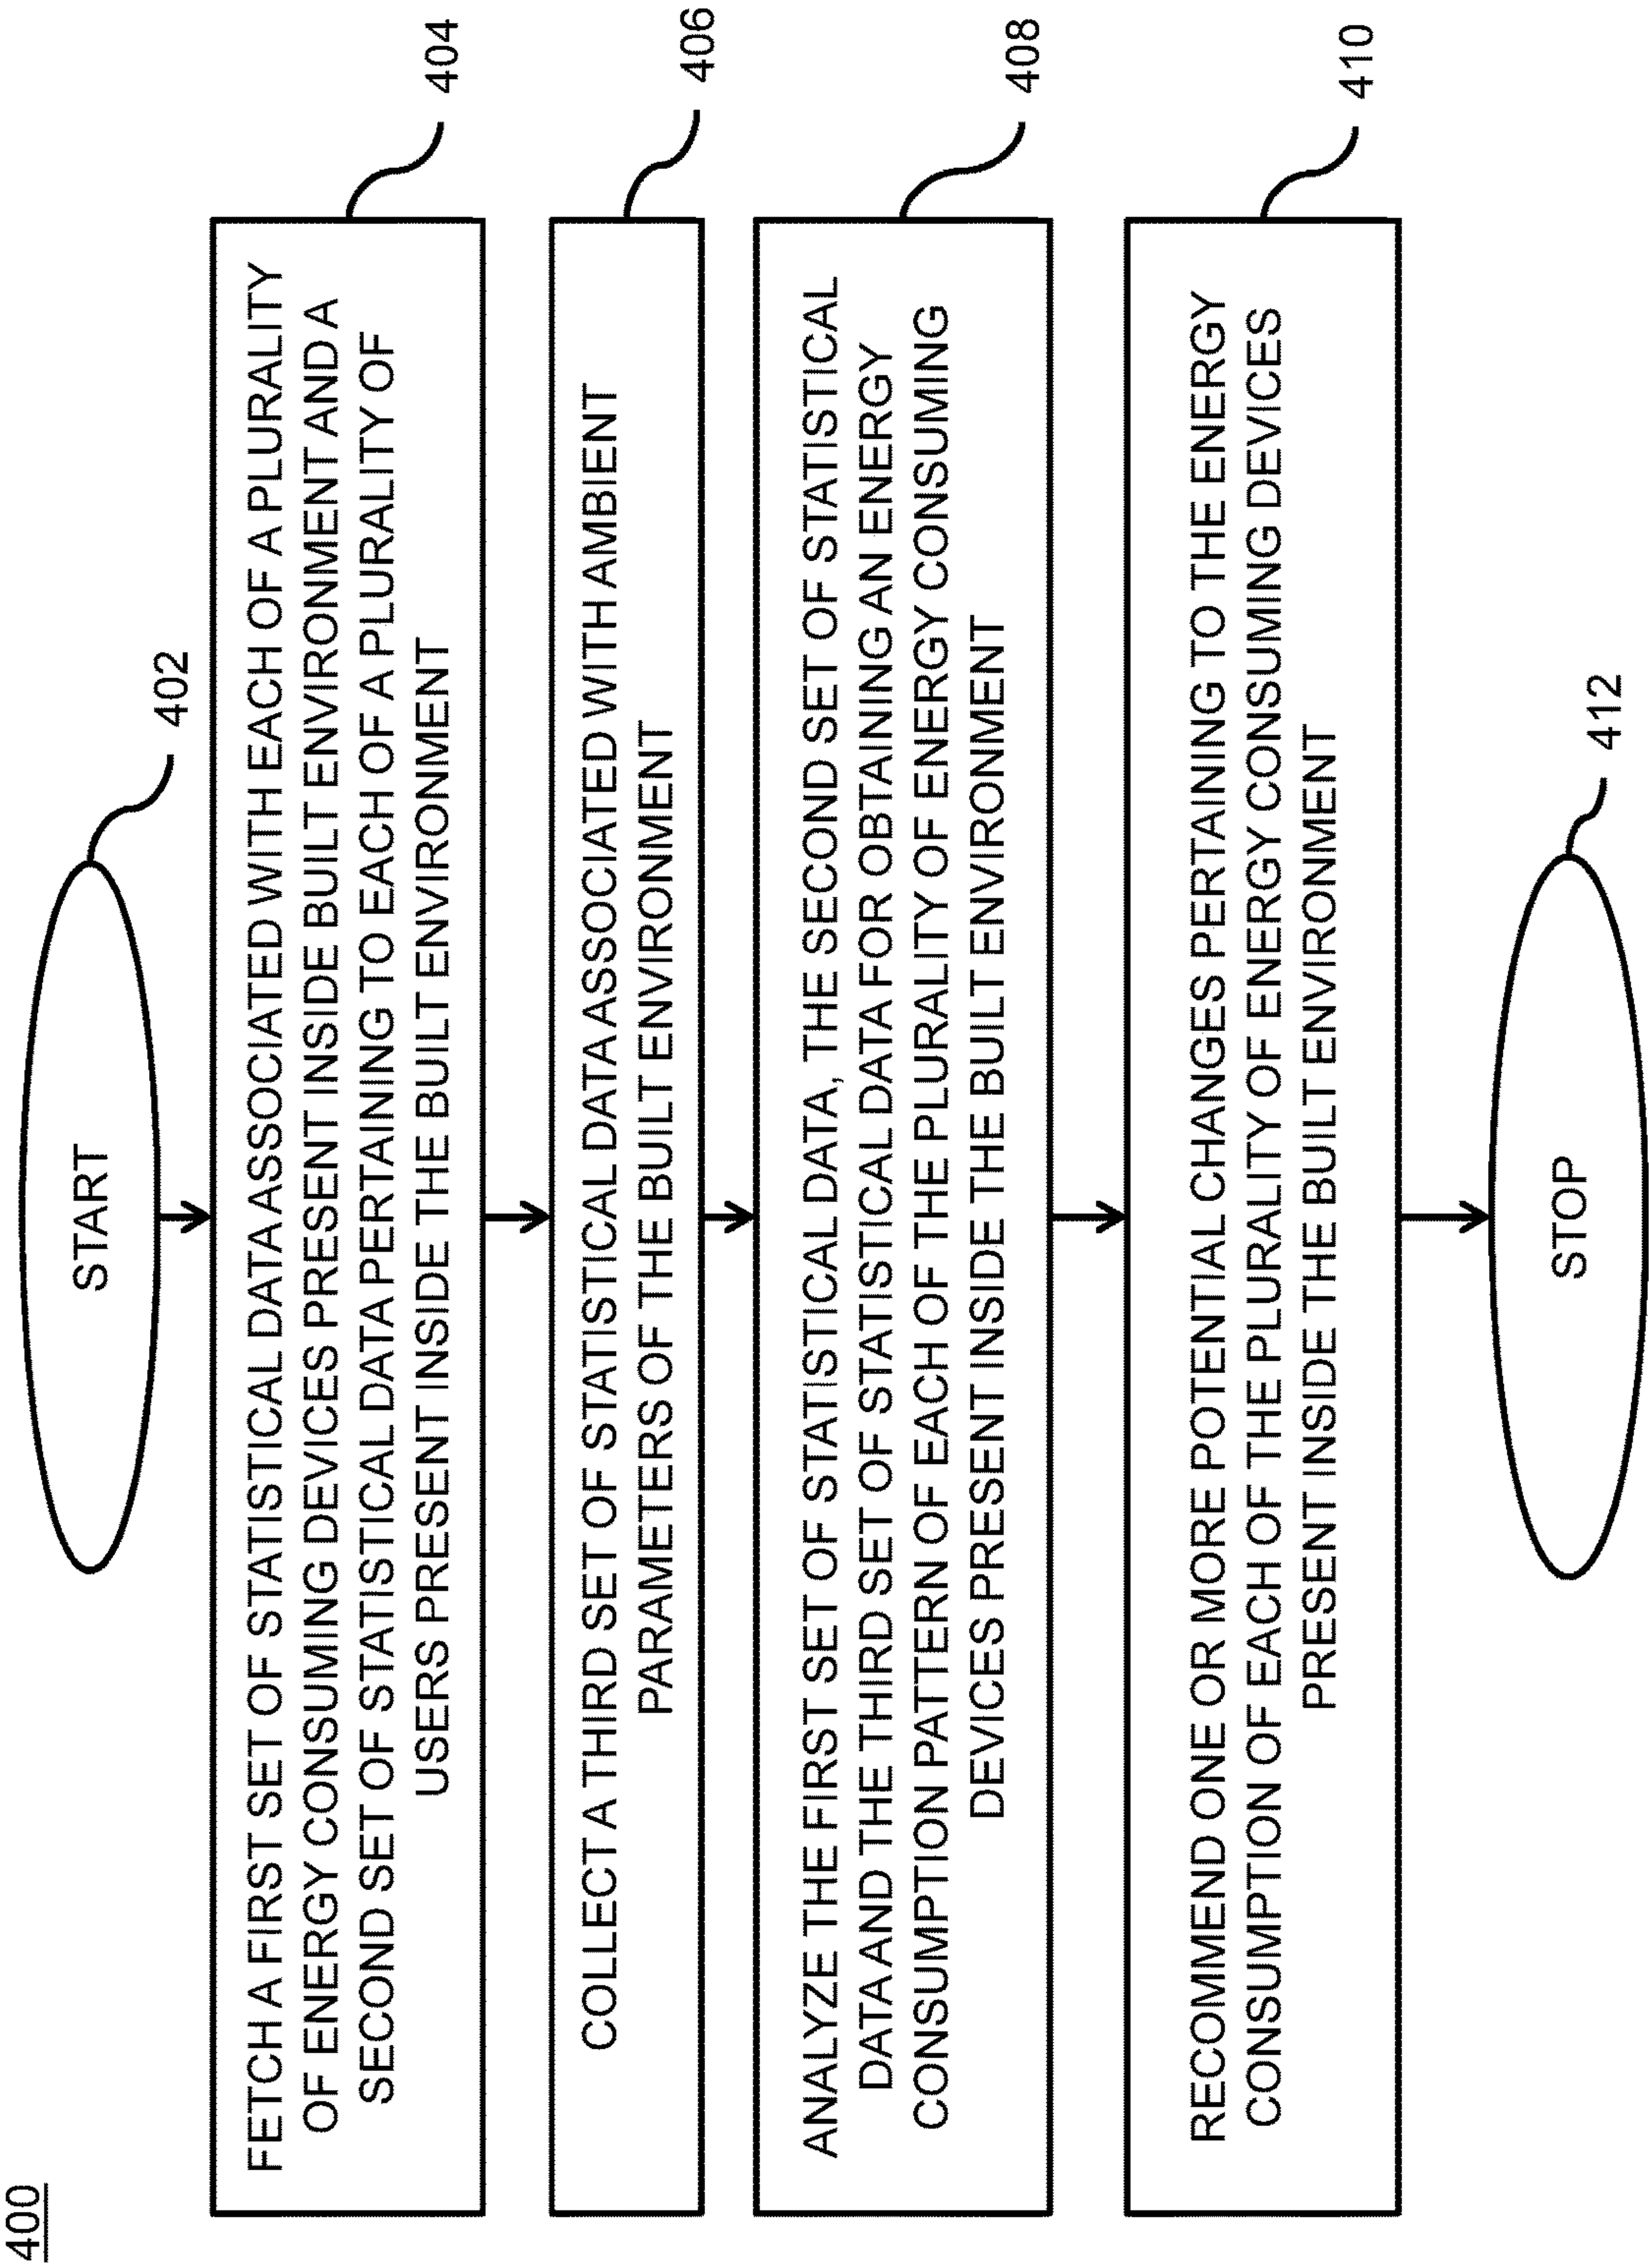 400
START
402
FETCH A FIRST SET OF STATISTICAL DATA ASSOCIATED WITH EACH OF A PLURALITY
OF ENERGY CONSUMING DEVICES PRESENT INSIDE BUILT ENVIRONMENT AND A
SECOND SET OF STATISTICAL DATA PERTAINING TO EACH OF A PLURALITY OF
USERS PRESENT INSIDE THE BUILT ENVIRONMENT
404
COLLECT A THIRD SET OF STATISTICAL DATA ASSOCIATED WITH AMBIENT
PARAMETERS OF THE BUILT ENVIRONMENT
406
ANALYZE THE FIRST SET OF STATISTICAL DATA, THE SECOND SET OF STATISTICAL
DATA AND THE THIRD SET OF STATISTICAL DATA FOR OBTAINING AN ENERGY
CONSUMPTION PATTERN OF EACH OF THE PLURALITY OF ENERGY CONSUMING
DEVICES PRESENT INSIDE THE BUILT ENVIRONMENT
408
RECOMMEND ONE OR MORE POTENTIAL CHANGES PERTAINING TO THE ENERGY
CONSUMPTION OF EACH OF THE PLURALITY OF ENERGY CONSUMING DEVICES
PRESENT INSIDE THE BUILT ENVIRONMENT
410
STOP
412